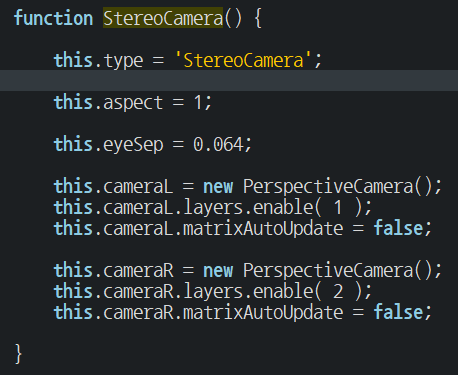 function StereoCamera() {
this.type = 'StereoCamera';
this.aspect = 1;
this.eyeSep = 0.064;
this.cameraL = new PerspectiveCamera();
this.cameraL.layers.enable( 1 );
this.cameraL.matrixAutoUpdate = false;
this.cameraR = new PerspectiveCamera();
this.cameraR.layers.enable( 2 );
this.cameraR.matrixAutoUpdate = false;
}